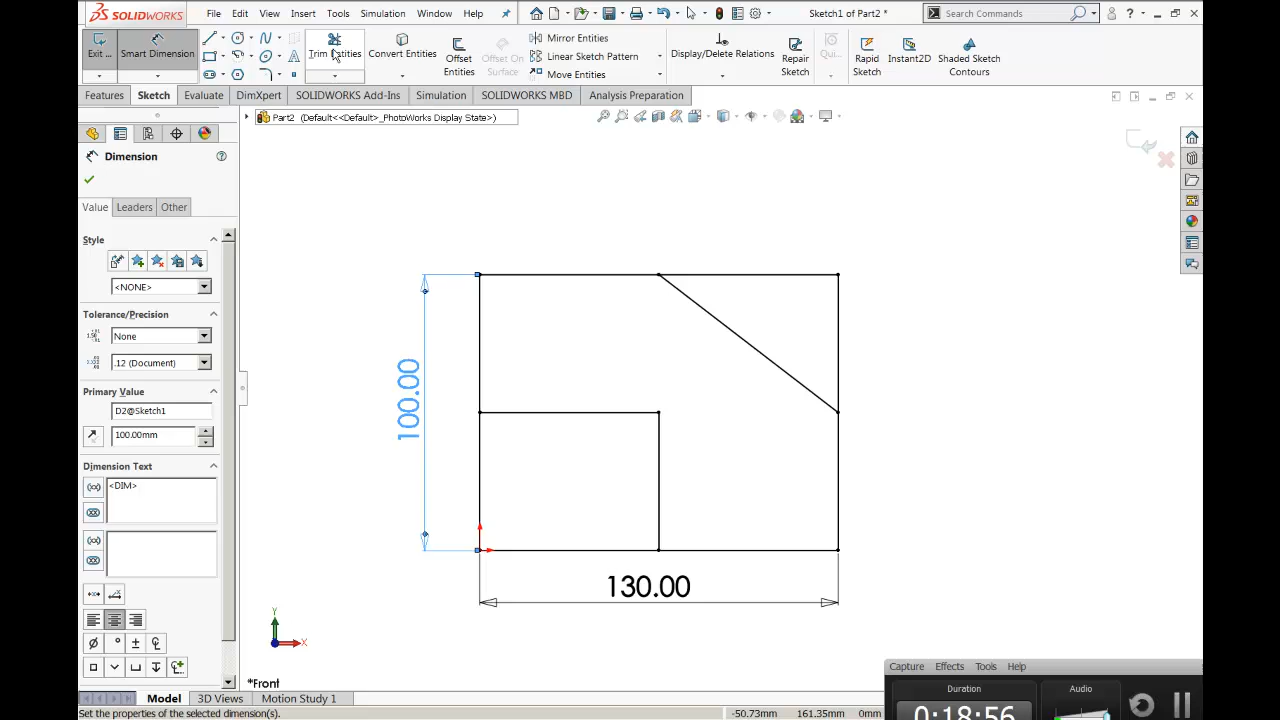 SOLIDWORKS File Edit View Insert Tools Simulation Window Help Sketch1 of Part2 * Search Commands
Exit ... Smart Dimension Trim Entities Convert Entities Offset Entities Offset On Surface Mirror Entities
Linear Sketch Pattern
Move Entities
Display/Delete Relations Repair Sketch Qui... Rapid Sketch Instant2D Shaded Sketch Contours
Features Sketch Evaluate DimXpert SOLIDWORKS Add-Ins Simulation SOLIDWORKS MBD Analysis Preparation
Part2 (Default<<Default>_PhotoWorks Display State>)
Dimension
Value Leaders Other
Style
<NONE>
Tolerance/Precision
None
.12 (Document)
Primary Value
D2@Sketch1
100.00mm
Dimension Text
<DIM>
100.00
130.00
Y
X
*Front
Model 3D Views Motion Study 1
Set the properties of the selected dimension(s). -50.73mm 161.35mm 0mm
Capture Effects Tools Help
Duration Audio
0:18:56